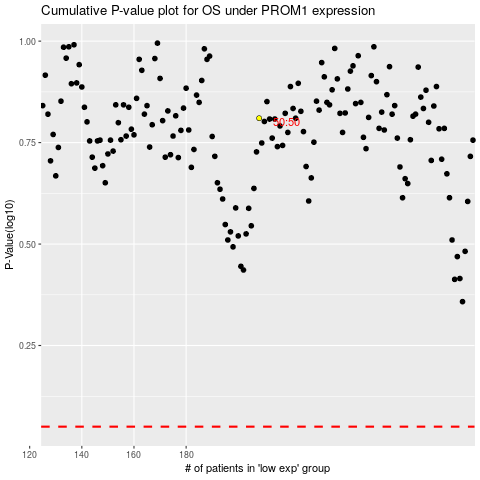 Cumulative P-value plot for OS under PROM1 expression
P-Value(log10)
1.00
0.75
0.50
0.25
50:50
120 140 160 180
# of patients in 'low exp' group